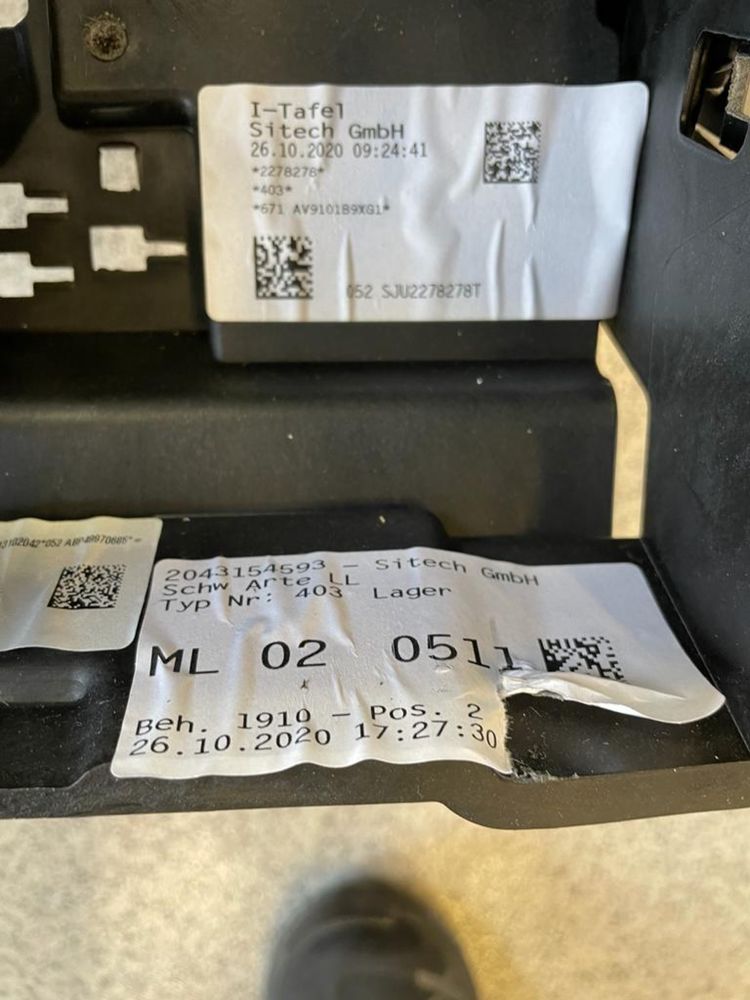 I-Tafel
Sitech GmbH
26.10.2020 09:24:41
*2278278*
*403*
*671 AV910189XG1*
052 SJU2278278T
2043154593 - Sitech GmbH
Schw Arte LL
Typ Nr: 403 Lager
ML 02 0511
Beh. 1910 - Pos. 2
26.10.2020 17:27:30